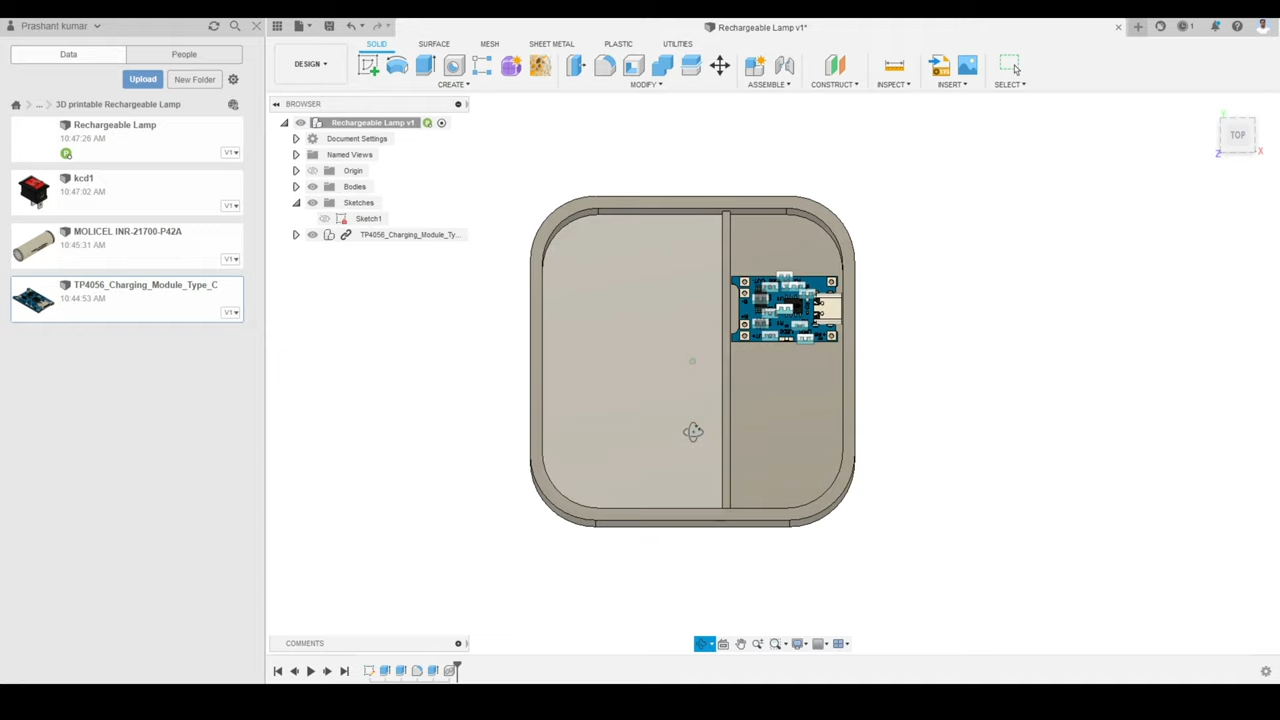 Prashant kumar
Rechargeable Lamp v1*
Data
People
Upload
New Folder
... 3D printable Rechargeable Lamp
Rechargeable Lamp
10:47:26 AM
V1
kcd1
10:47:02 AM
V1
MOLICEL INR-21700-P42A
10:45:31 AM
V1
TP4056_Charging_Module_Type_C
10:44:53 AM
V1
DESIGN
SOLID
SURFACE
MESH
SHEET METAL
PLASTIC
UTILITIES
CREATE
MODIFY
ASSEMBLE
CONSTRUCT
INSPECT
INSERT
SELECT
BROWSER
Rechargeable Lamp v1
Document Settings
Named Views
Origin
Bodies
Sketches
Sketch1
TP4056_Charging_Module_Ty...
TOP
Y
Z
X
COMMENTS